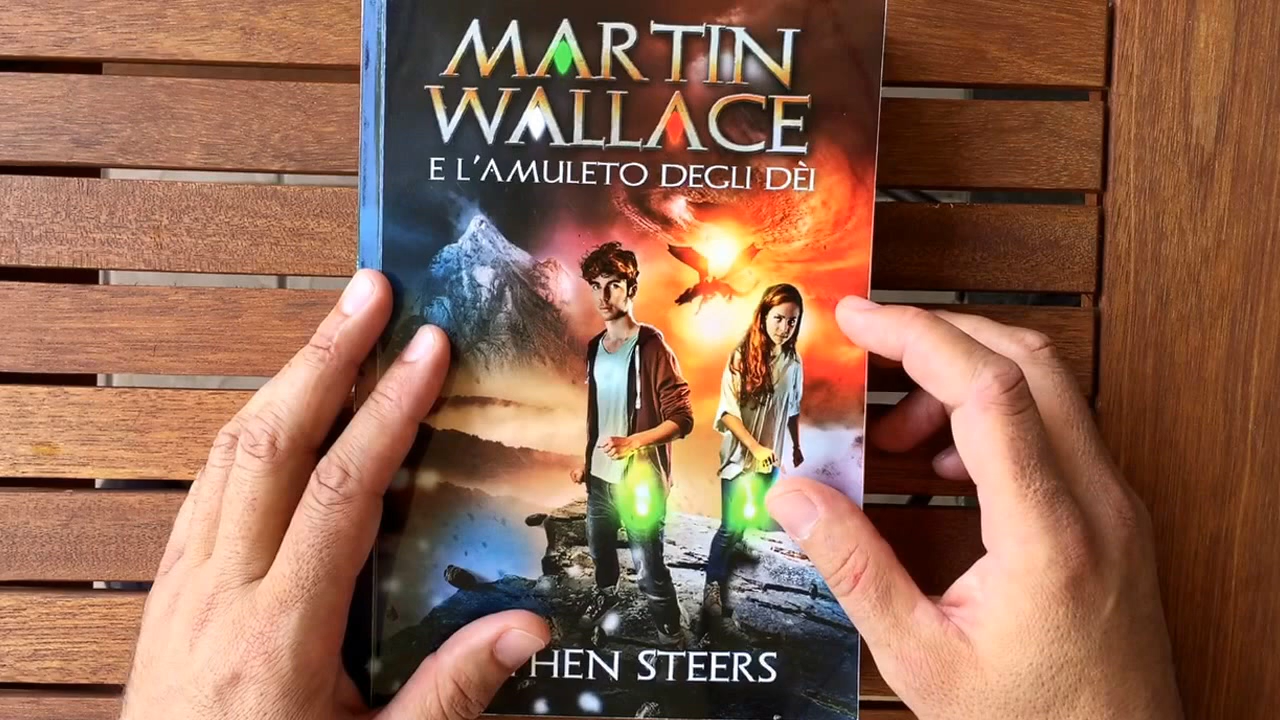 MARTIN
WALLACE
E L'AMULETO DEGLI DÈI
HEN STEERS